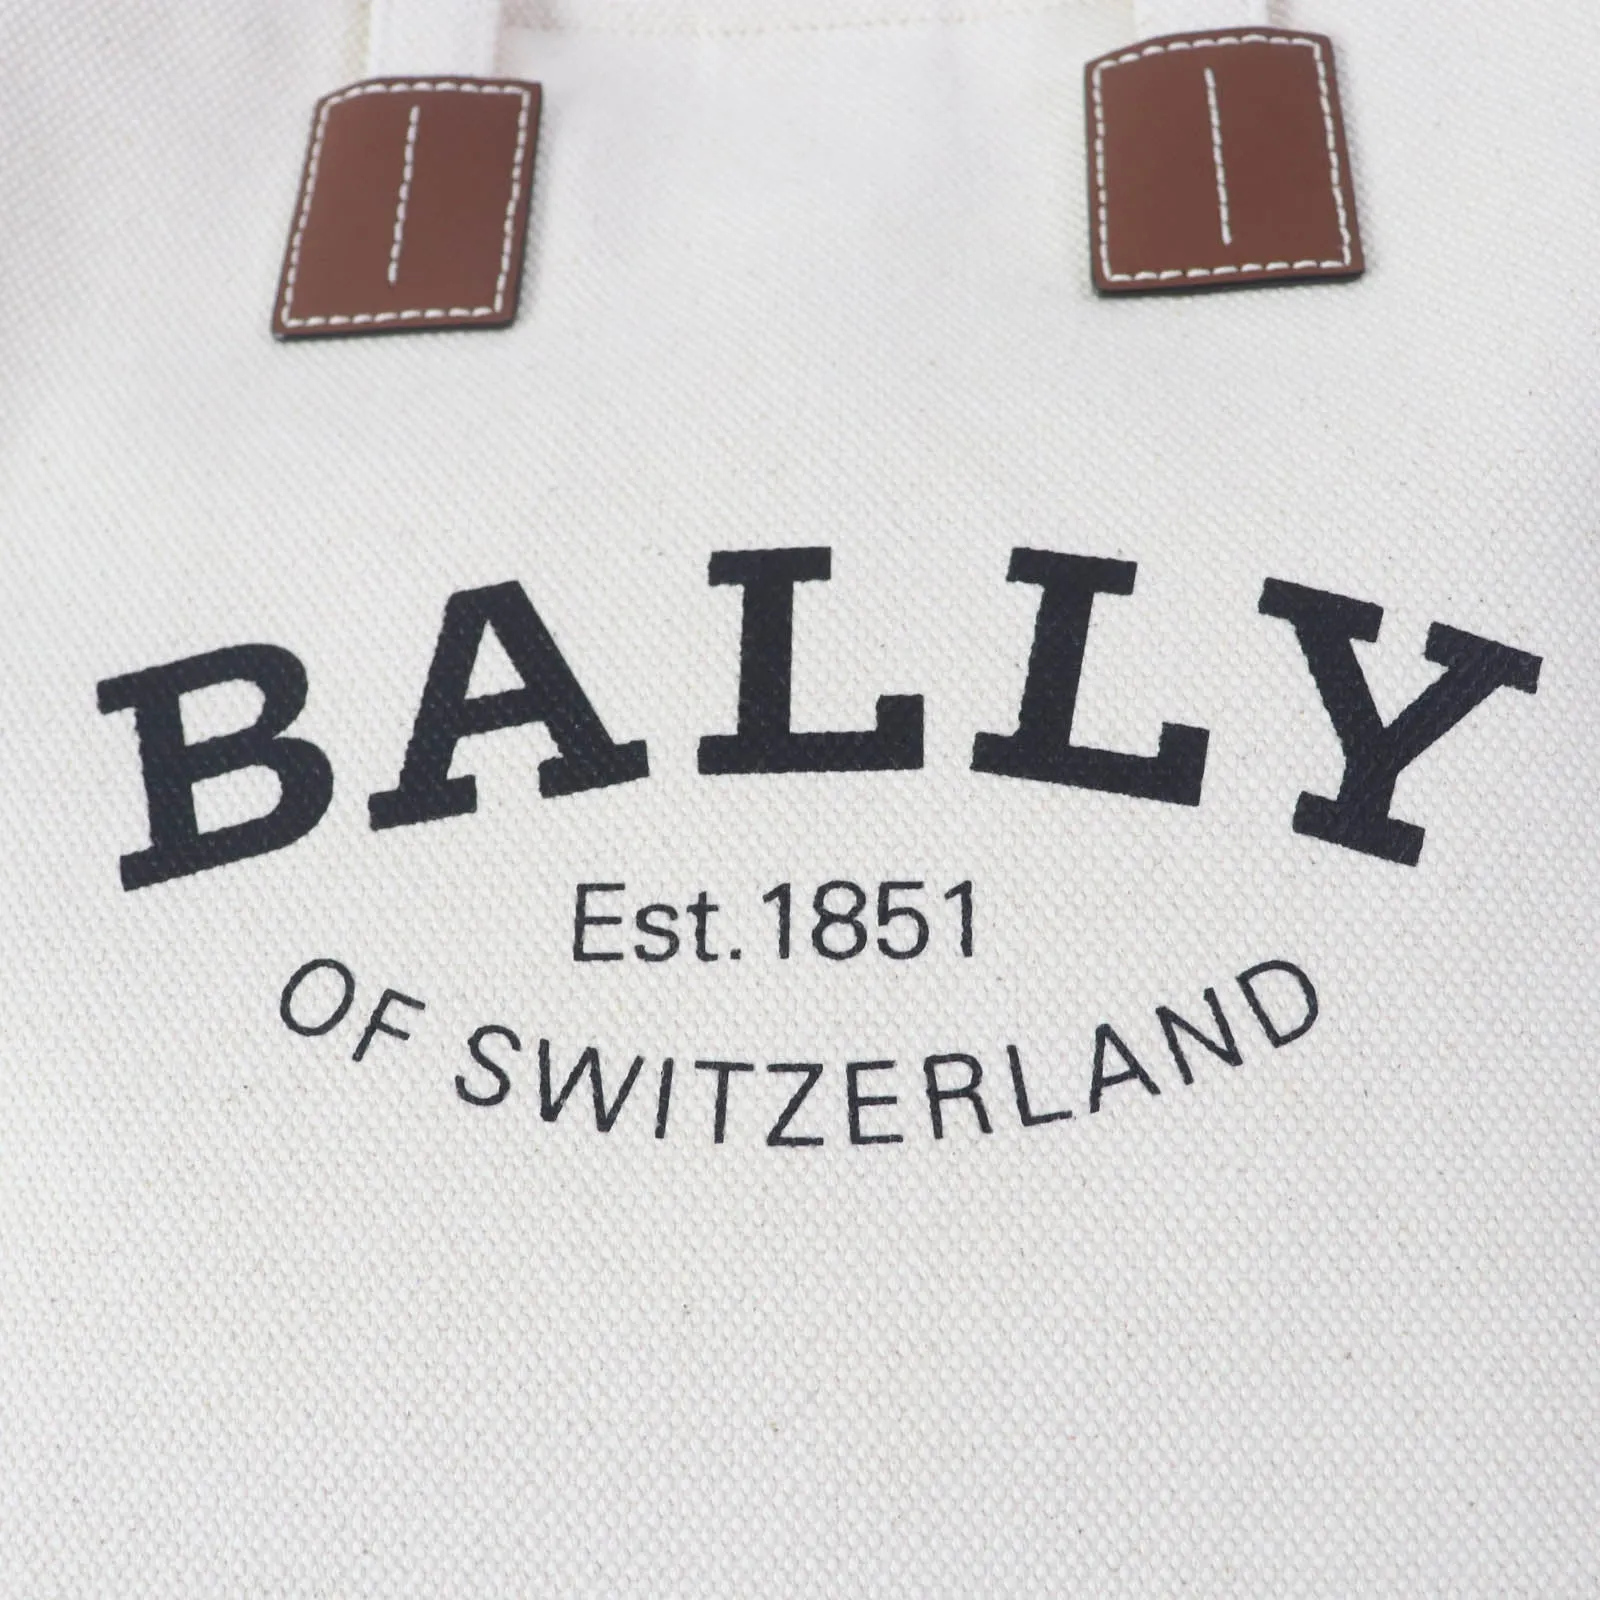 BALLY
Est.1851
OF SWITZERLAND